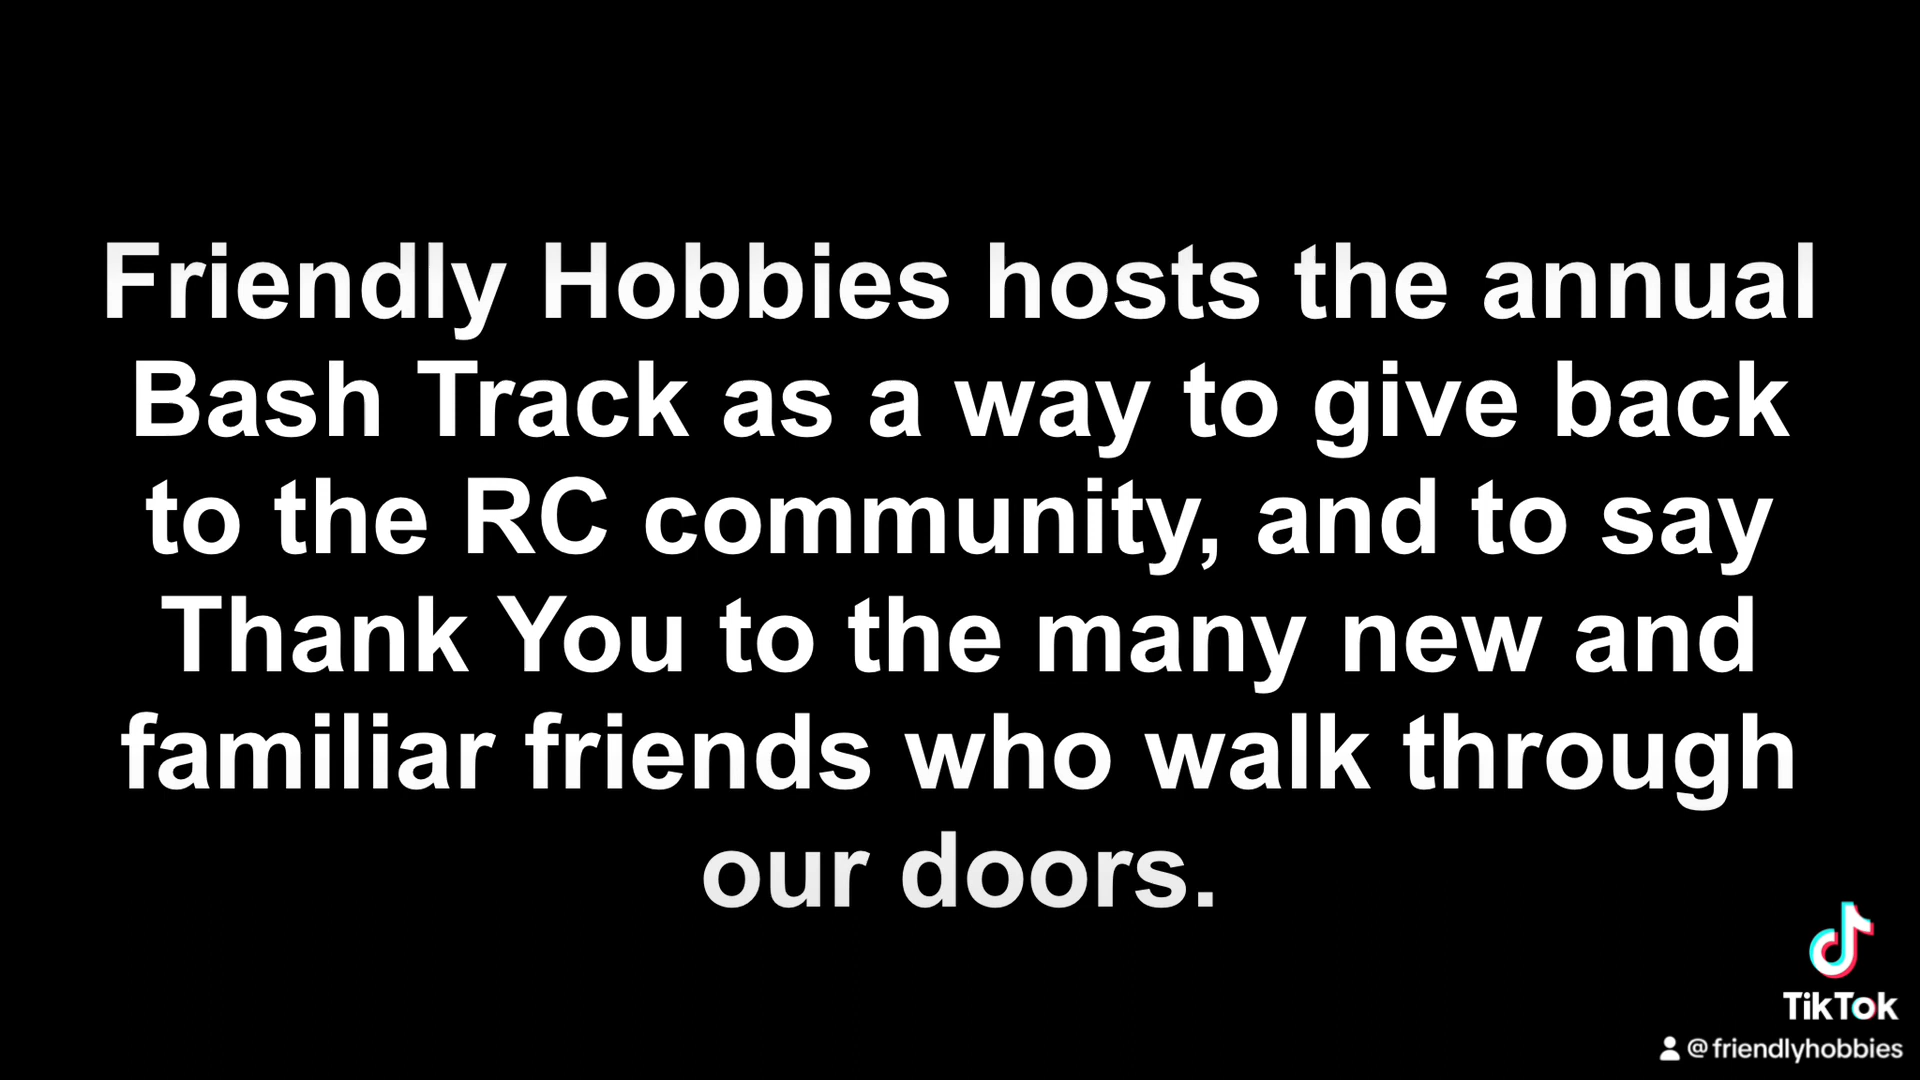 Friendly Hobbies hosts the annual
Bash Track as a way to give back
to the RC community, and to say
Thank You to the many new and
familiar friends who walk through
our doors.
TikTok
@friendlyhobbies